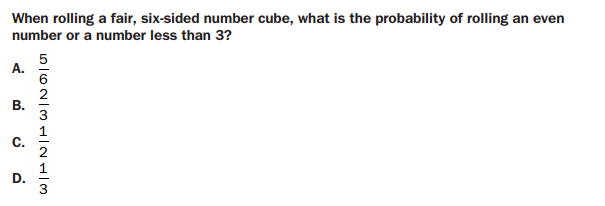 When rolling a fair, six-sided number cube, what is the probability of rolling an even
number or a number less than 3?
A. 5/6
B. 2/3
C. 1/2
D. 1/3